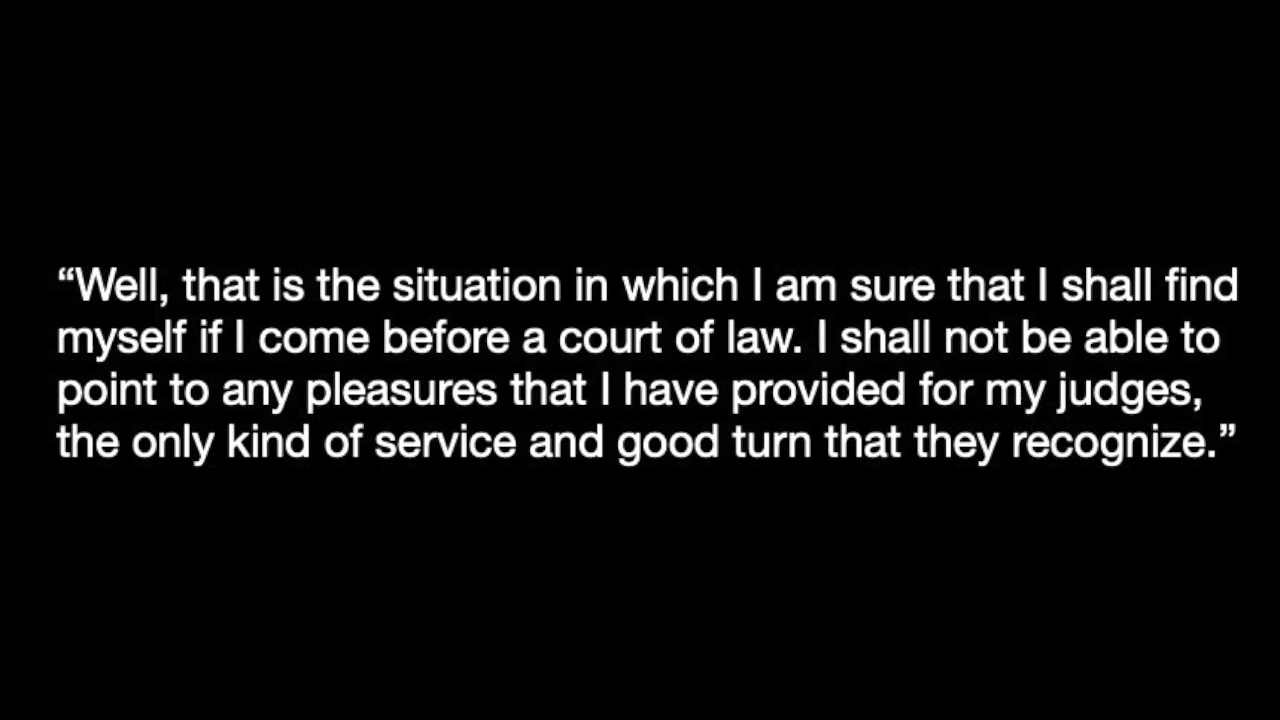 “Well, that is the situation in which I am sure that I shall find
myself if I come before a court of law. I shall not be able to
point to any pleasures that I have provided for my judges,
the only kind of service and good turn that they recognize.”